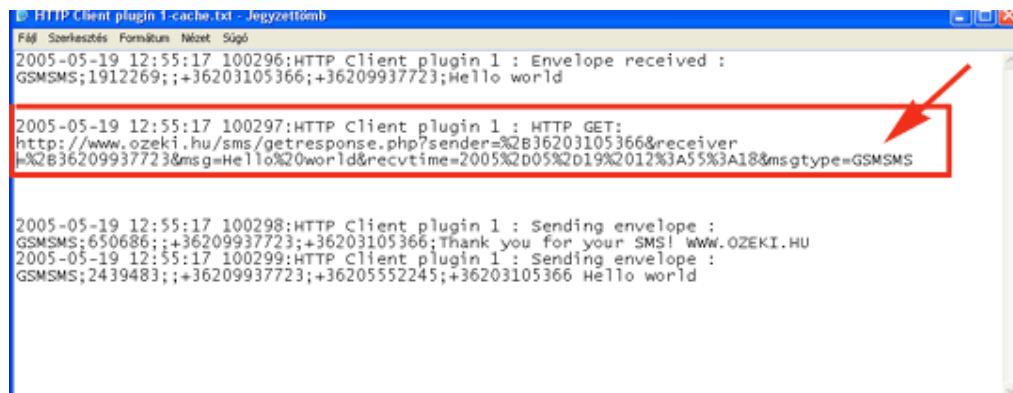 HTTP Client plugin 1-cache.txt - Jegyzettömb
Fájl Szerkesztés Formátum Nézet Súgó
2005-05-19 12:55:17 100296:HTTP Client plugin 1 : Envelope received :
GSMSMS;1912269;;+36203105366;+36209937723;Hello world
2005-05-19 12:55:17 100297:HTTP Client plugin 1 : HTTP GET:
http://www.ozeki.hu/sms/getresponse.php?sender=%2B36203105366&receiver
=%2B36209937723&msg=Hello%20world&recvtime=2005%2D05%2D19%2012%3A55%3A18&msgtype=GSMSMS
2005-05-19 12:55:17 100298:HTTP Client plugin 1 : Sending envelope :
GSMSMS;650686;;+36209937723;+36203105366;Thank you for your SMS! WWW.OZEKI.HU
2005-05-19 12:55:17 100299:HTTP Client plugin 1 : Sending envelope :
GSMSMS;2439483;;+36209937723;+36205552245;+36203105366 Hello world